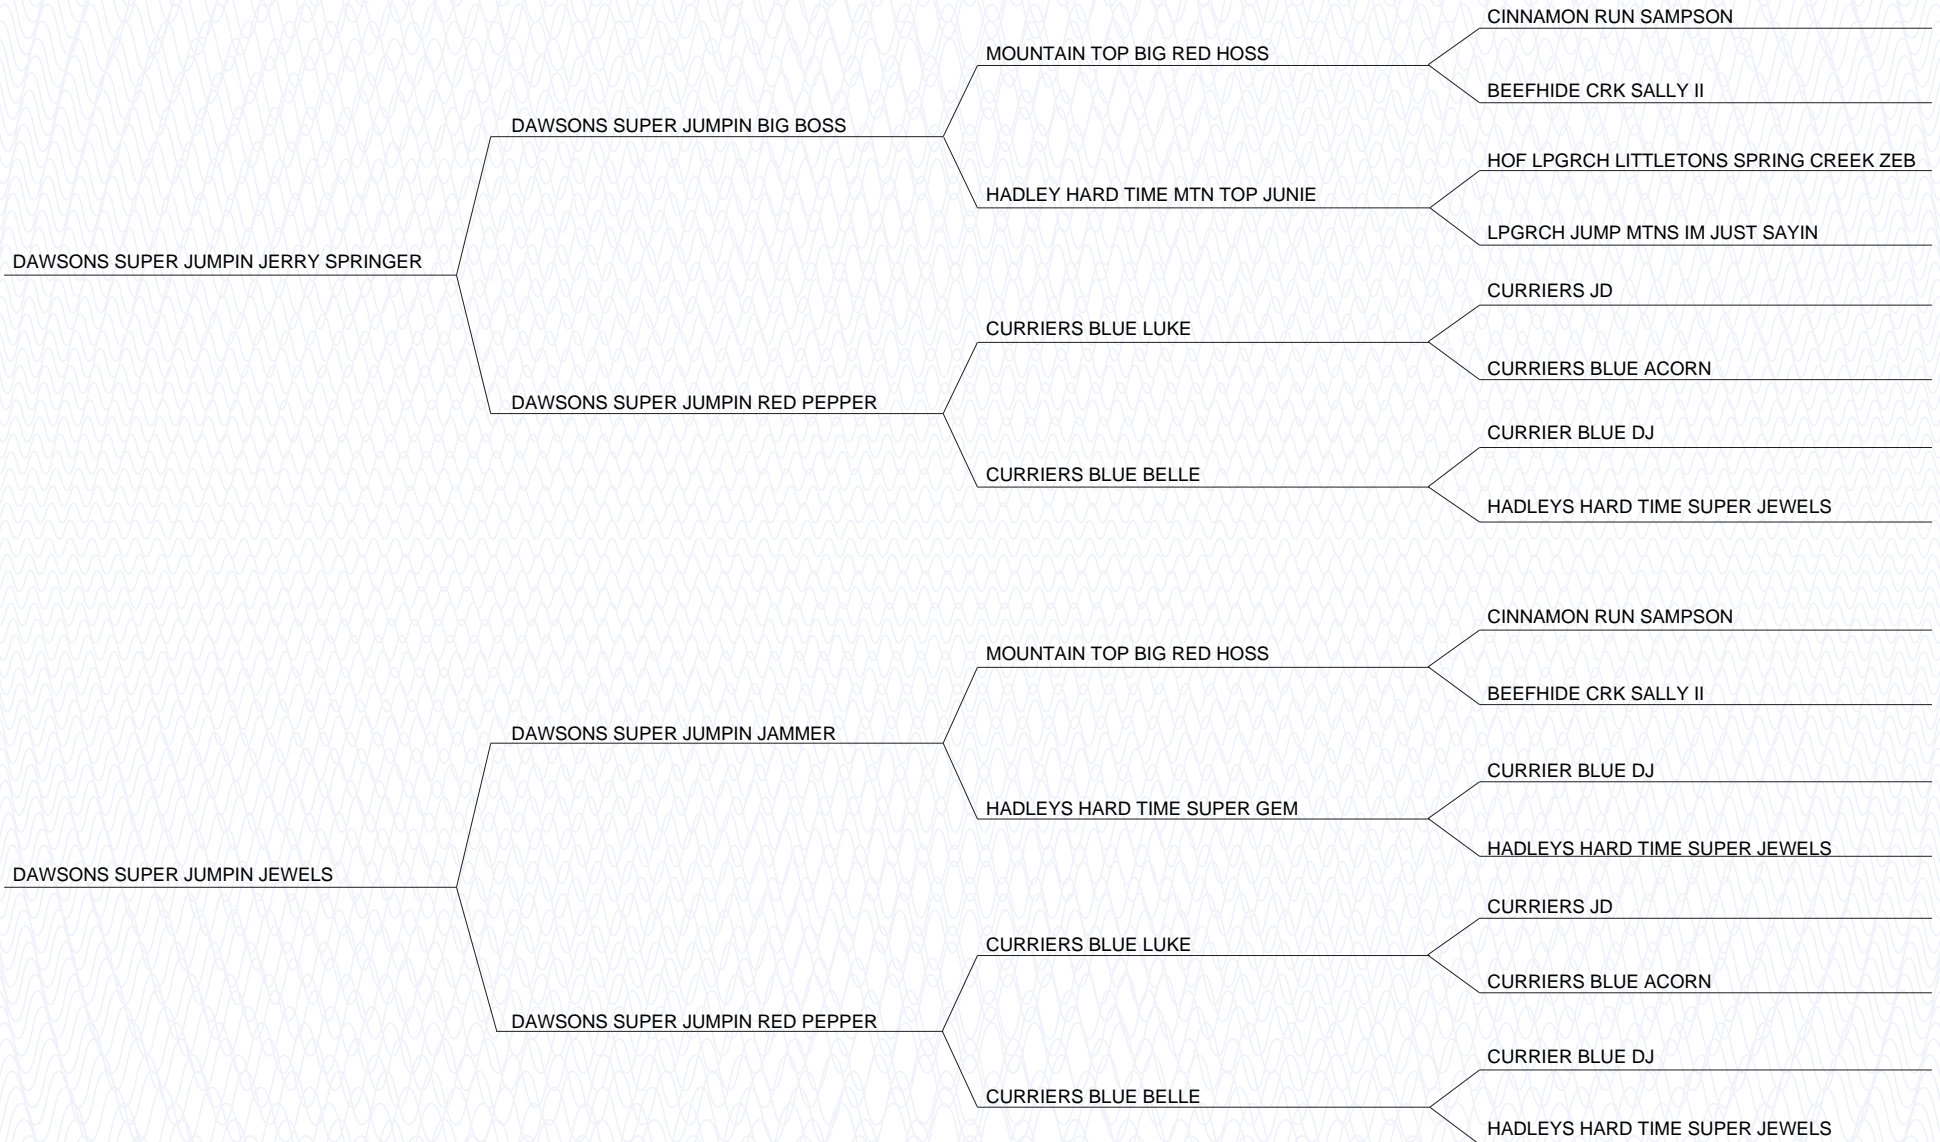 CINNAMON RUN SAMPSON
MOUNTAIN TOP BIG RED HOSS
BEEFHIDE CRK SALLY II
DAWSONS SUPER JUMPIN BIG BOSS
HOF LPGRCH LITTLETONS SPRING CREEK ZEB
HADLEY HARD TIME MTN TOP JUNIE
LPGRCH JUMP MTNS IM JUST SAYIN
DAWSONS SUPER JUMPIN JERRY SPRINGER
CURRIERS JD
CURRIERS BLUE LUKE
CURRIERS BLUE ACORN
DAWSONS SUPER JUMPIN RED PEPPER
CURRIER BLUE DJ
CURRIERS BLUE BELLE
HADLEYS HARD TIME SUPER JEWELS
CINNAMON RUN SAMPSON
MOUNTAIN TOP BIG RED HOSS
BEEFHIDE CRK SALLY II
DAWSONS SUPER JUMPIN JAMMER
CURRIER BLUE DJ
HADLEYS HARD TIME SUPER GEM
HADLEYS HARD TIME SUPER JEWELS
DAWSONS SUPER JUMPIN JEWELS
CURRIERS JD
CURRIERS BLUE LUKE
CURRIERS BLUE ACORN
DAWSONS SUPER JUMPIN RED PEPPER
CURRIER BLUE DJ
CURRIERS BLUE BELLE
HADLEYS HARD TIME SUPER JEWELS